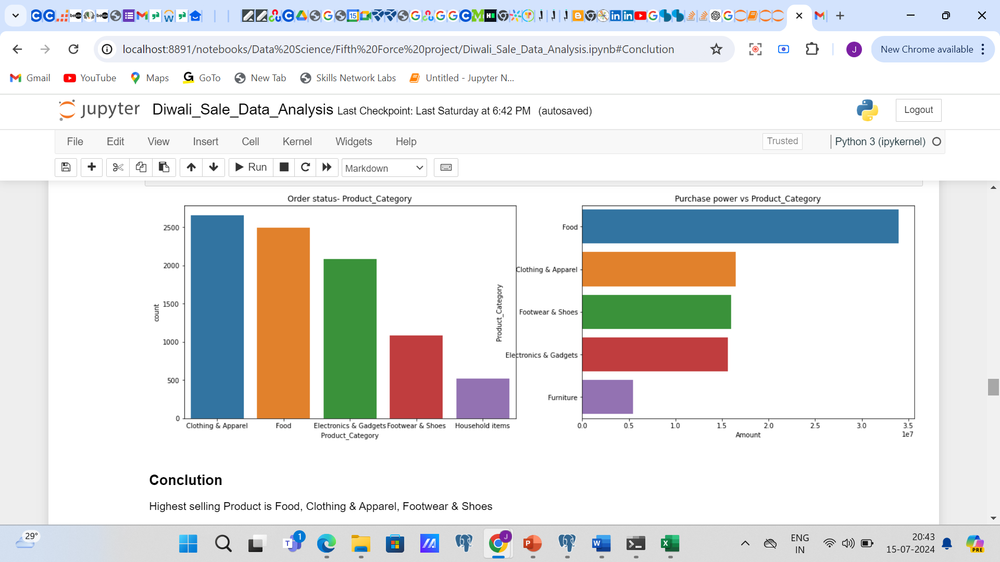 localhost:8891/notebooks/Data%20Science/Fifth%20Force%20project/Diwali_Sale_Data_Analysis.ipynb#Conclution
J
New Chrome available
Gmail YouTube Maps GoTo New Tab Skills Network Labs Untitled - Jupyter N...
jupyter Diwali_Sale_Data_Analysis Last Checkpoint: Last Saturday at 6:42 PM (autosaved)
Logout
File Edit View Insert Cell Kernel Widgets Help
Trusted
Python 3 (ipykernel)
Run
Markdown
Order status- Product_Category
count
2500
2000
1500
1000
500
0
Clothing & Apparel Food Electronics & Gadgets Footwear & Shoes Household items
Product_Category
Purchase power vs Product_Category
Product_Category
Food
Clothing & Apparel
Footwear & Shoes
Electronics & Gadgets
Furniture
0.0 0.5 1.0 1.5 2.0 2.5 3.0 3.5
1e7
Amount
Conclution
Highest selling Product is Food, Clothing & Apparel, Footwear & Shoes
29°
1
J
ENG
IN
20:43
15-07-2024
PRE